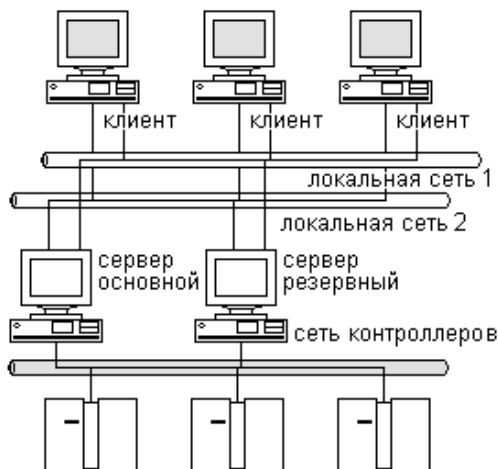 клиент клиент клиент
локальная сеть 1
локальная сеть 2
сервер основной
сервер резервный
сеть контроллеров